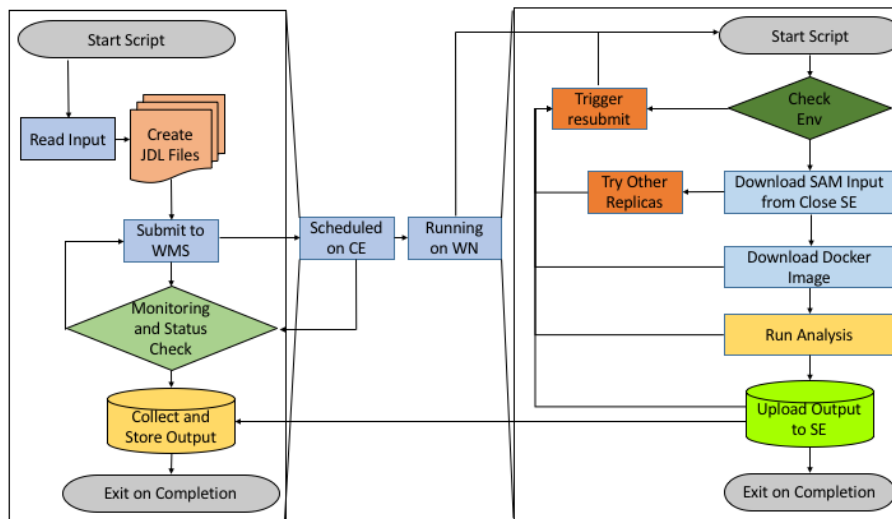 Start Script
Read Input
Create
JDL Files
Submit to
WMS
Monitoring
and Status
Check
Collect and
Store Output
Exit on Completion
Scheduled
on CE
Running
on WN
Start Script
Trigger
resubmit
Check
Env
Try Other
Replicas
Download SAM Input
from Close SE
Download Docker
Image
Run Analysis
Upload Output
to SE
Exit on Completion